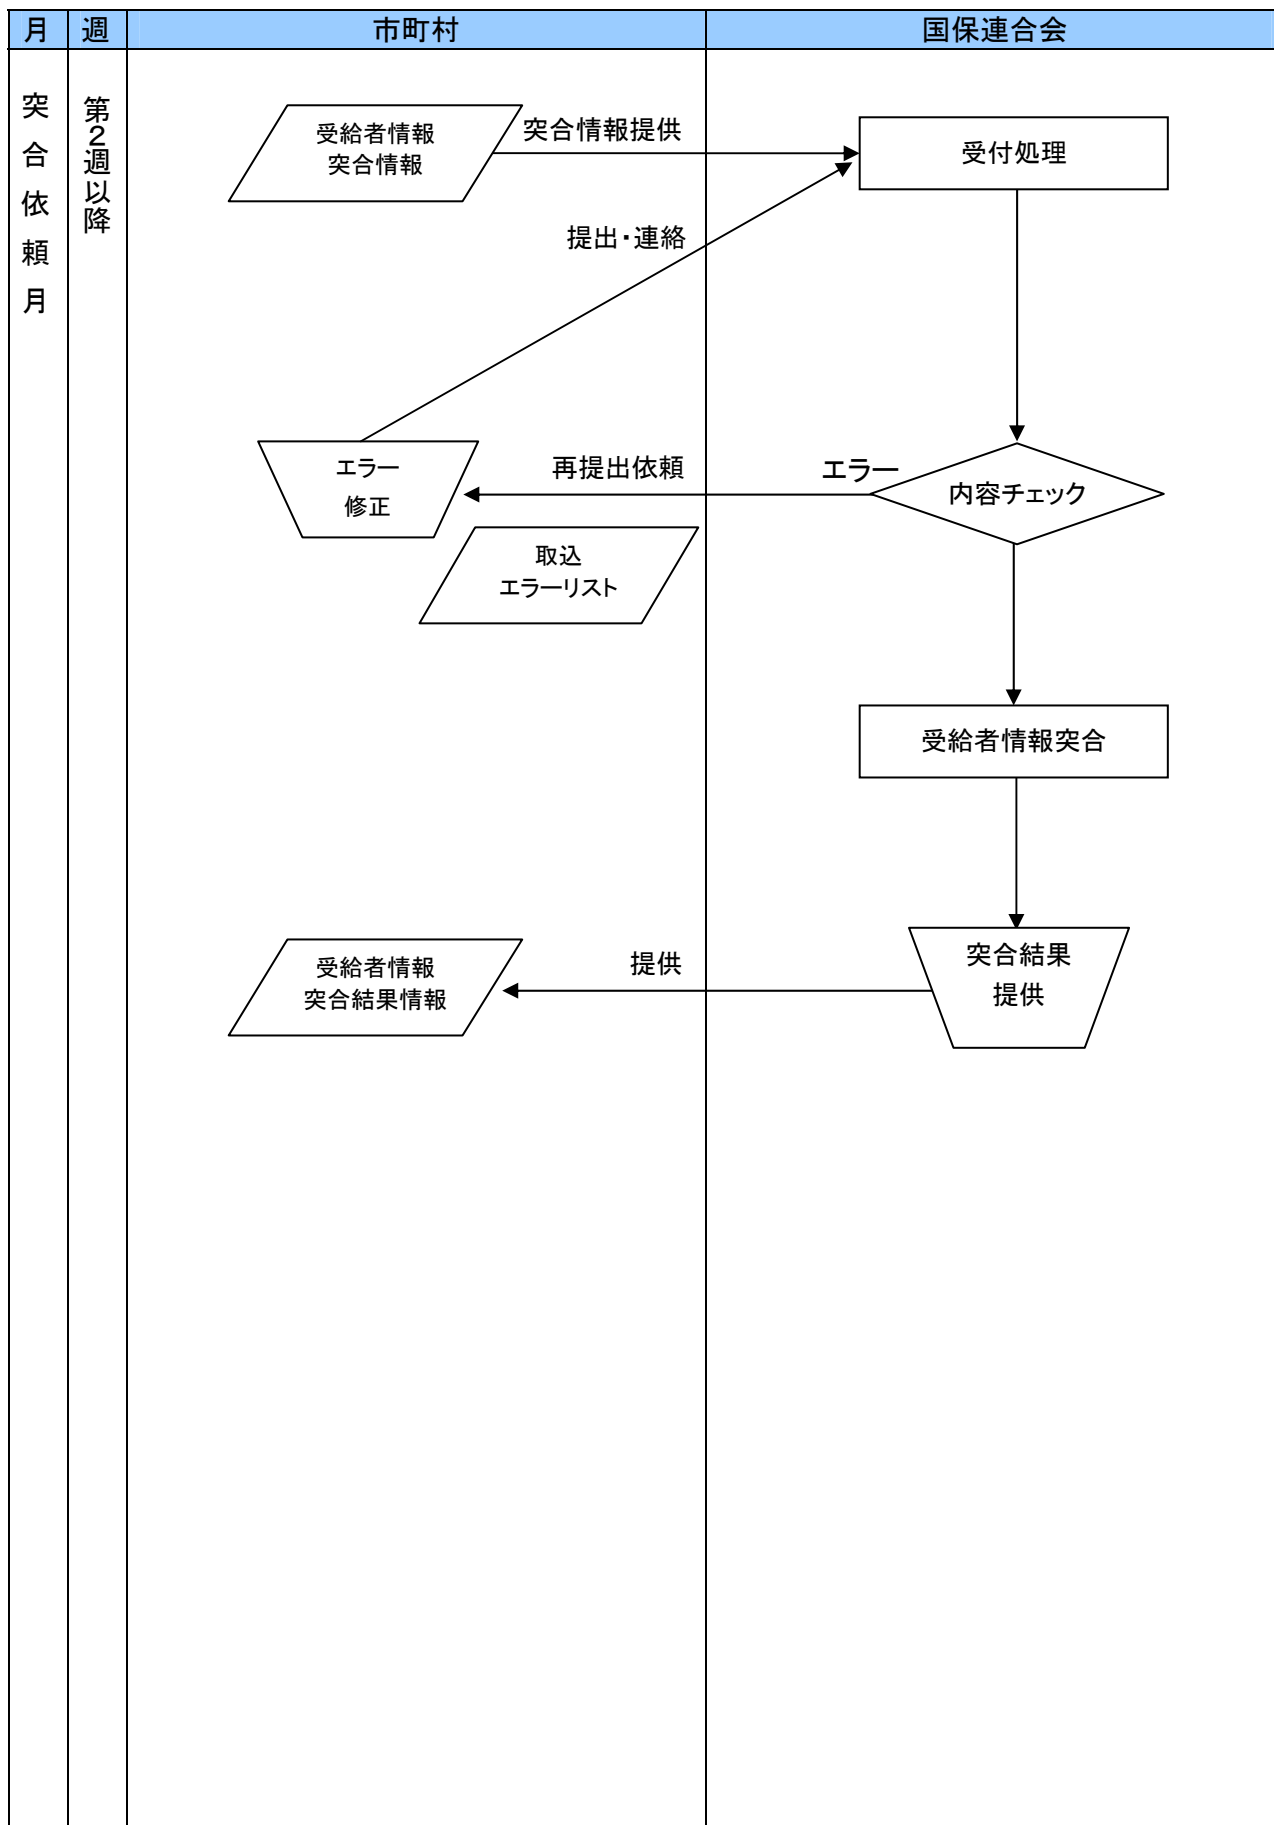 月
週
市町村
国保連合会
突合依頼月
第2週以降
受給者情報
突合情報
突合情報提供
受付処理
提出・連絡
エラー
修正
再提出依頼
エラー
内容チェック
取込
エラーリスト
受給者情報突合
受給者情報
突合結果情報
提供
突合結果
提供